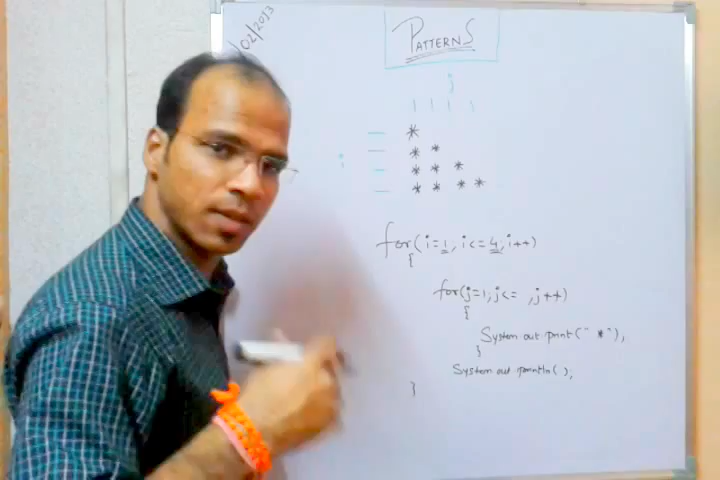 /02/2013
PATTERNS
j
| | | |
i
*
* *
* * *
* * * *
for(i=1, i<=4, i++)
{
for(j=1; j<= , j++)
{
System out print("*"),
}
System out println( ),
}